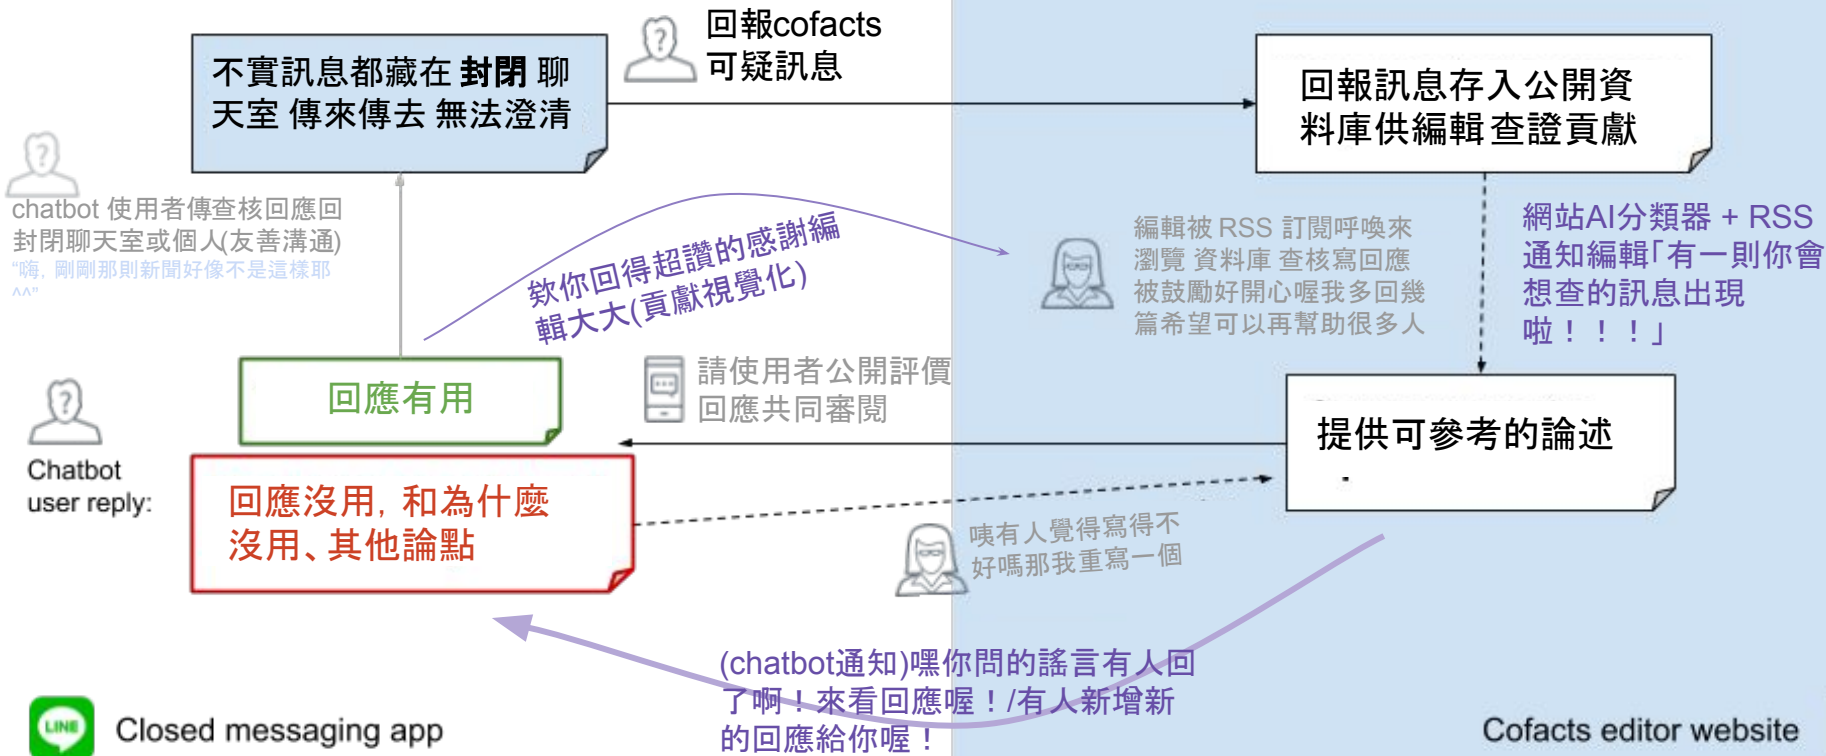 回報cofacts
可疑訊息
不實訊息都藏在 封閉 聊
天室 傳來傳去 無法澄清
回報訊息存入公開資
料庫供編輯 查證貢獻
chatbot 使用者傳查核回應回
封閉聊天室或個人(友善溝通)
“嗨, 剛剛那則新聞好像不是這樣耶
^^”
欸你回得超讚的感謝編
輯大大(貢獻視覺化)
編輯被 RSS 訂閱呼喚來
瀏覽 資料庫 查核寫回應
被鼓勵好開心喔我多回幾
篇希望可以再幫助很多人
網站AI分類器 + RSS
通知編輯「有一則你會
想查的訊息出現
啦！！！」
回應有用
請使用者公開評價
回應共同審閱
提供可參考的論述
Chatbot
user reply:
回應沒用, 和為什麼
沒用、其他論點
咦有人覺得寫得不
好嗎那我重寫一個
(chatbot通知)嘿你問的謠言有人回
了啊！來看回應喔！/有人新增新
的回應給你喔！
LINE
Closed messaging app
Cofacts editor website